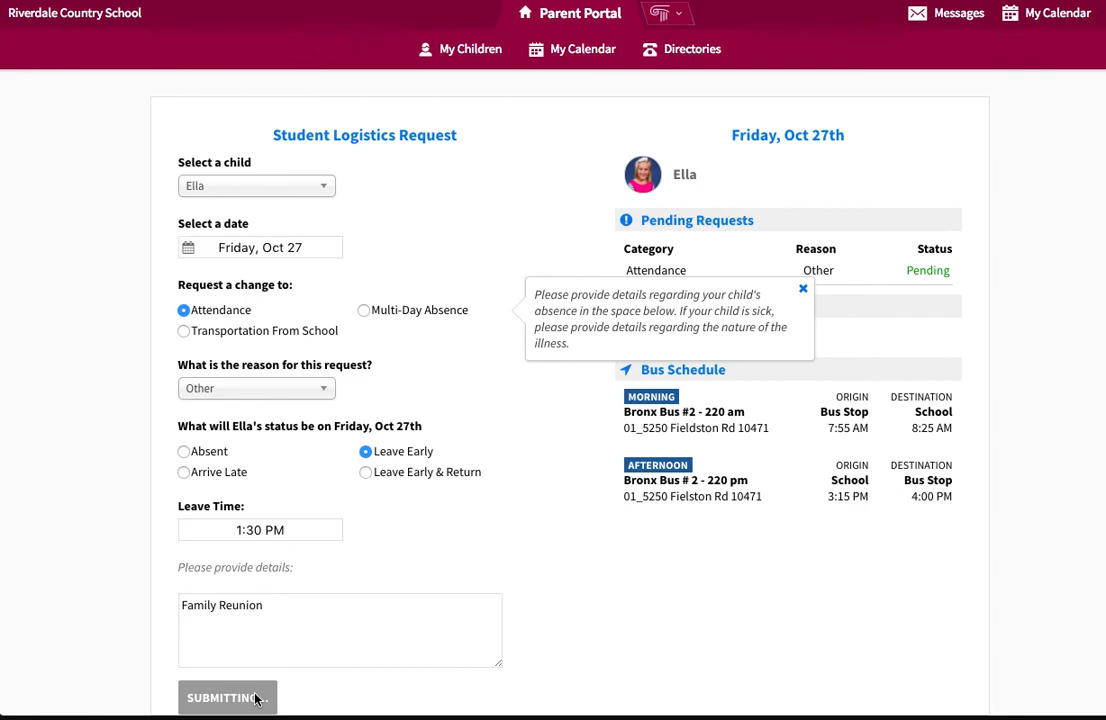 Riverdale Country School
Parent Portal
Messages
My Calendar
My Children
My Calendar
Directories
Student Logistics Request
Select a child
Ella
Select a date
Friday, Oct 27
Request a change to:
Attendance
Multi-Day Absence
Transportation From School
What is the reason for this request?
Other
What will Ella's status be on Friday, Oct 27th
Absent
Leave Early
Arrive Late
Leave Early & Return
Leave Time:
1:30 PM
Please provide details:
Family Reunion
SUBMITTING...
Please provide details regarding your child's
absence in the space below. If your child is sick,
please provide details regarding the nature of the
illness.
Friday, Oct 27th
Ella
Pending Requests
Category Reason Status
Attendance Other Pending
Bus Schedule
MORNING ORIGIN DESTINATION
Bronx Bus #2 - 220 am Bus Stop School
01_5250 Fieldston Rd 10471 7:55 AM 8:25 AM
AFTERNOON ORIGIN DESTINATION
Bronx Bus # 2 - 220 pm School Bus Stop
01_5250 Fielston Rd 10471 3:15 PM 4:00 PM